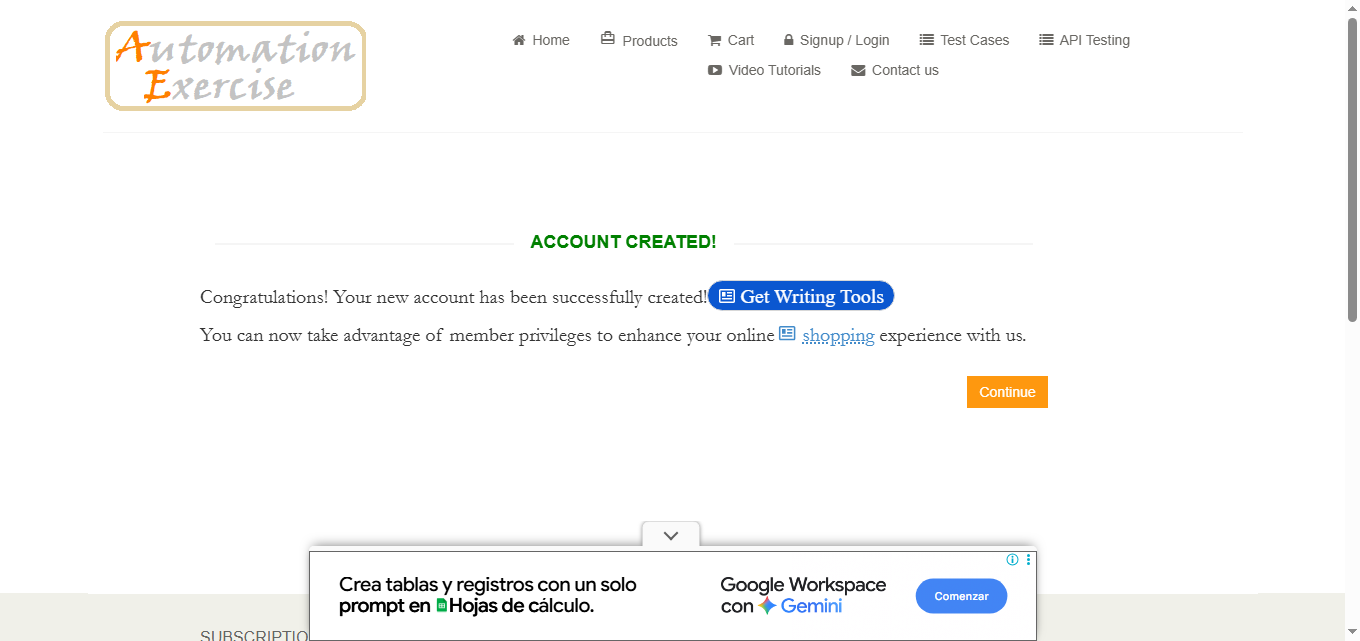 Automation
Exercise
Home
Products
Cart
Signup / Login
Test Cases
API Testing
Video Tutorials
Contact us
ACCOUNT CREATED!
Congratulations! Your new account has been successfully created! Get Writing Tools
You can now take advantage of member privileges to enhance your online shopping experience with us.
Continue
Crea tablas y registros con un solo
prompt en Hojas de cálculo.
Google Workspace
con Gemini
Comenzar
SUBSCRIPTIO